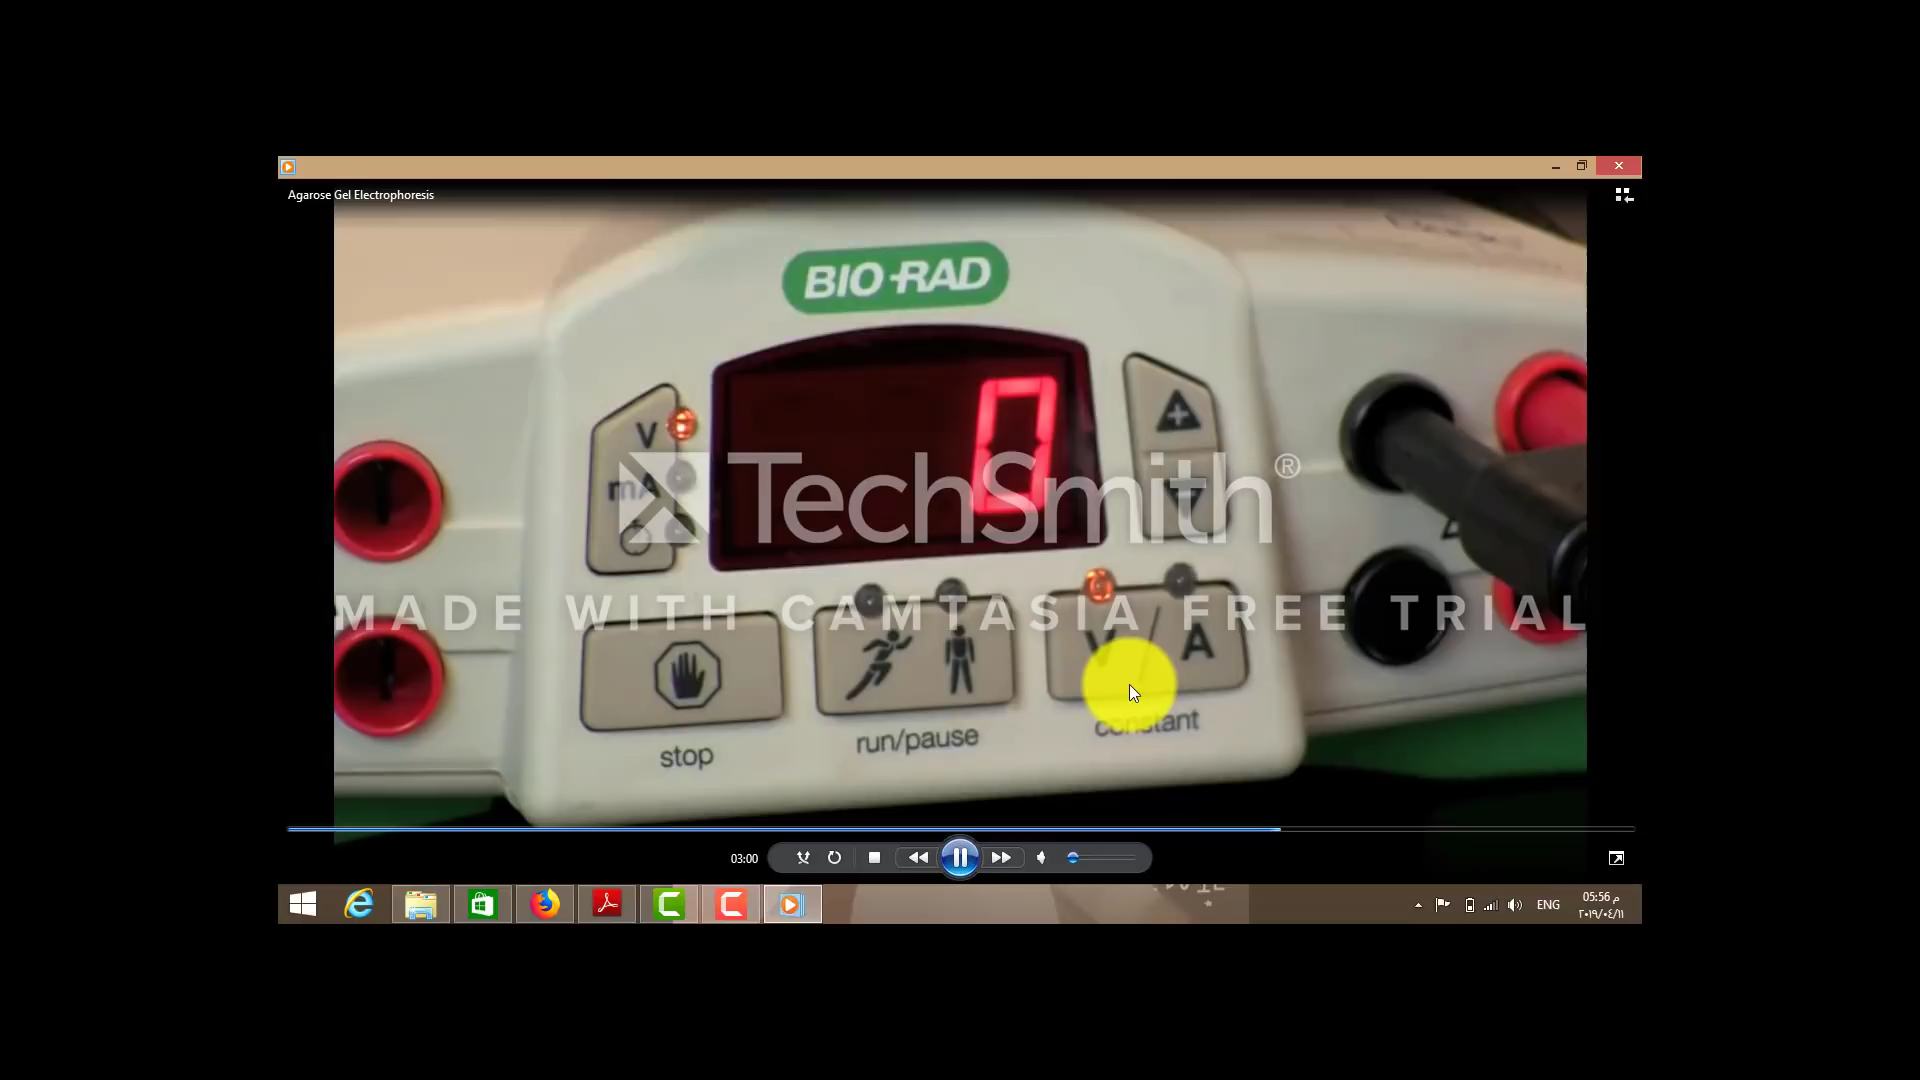 Agarose Gel Electrophoresis
BIO-RAD
0
V
mA
TechSmith®
MADE WITH CAMTASIA FREE TRIAL
V / A
stop
run/pause
constant
03:00
ENG
05:56 م
٢٠١٩/٠٤/١١